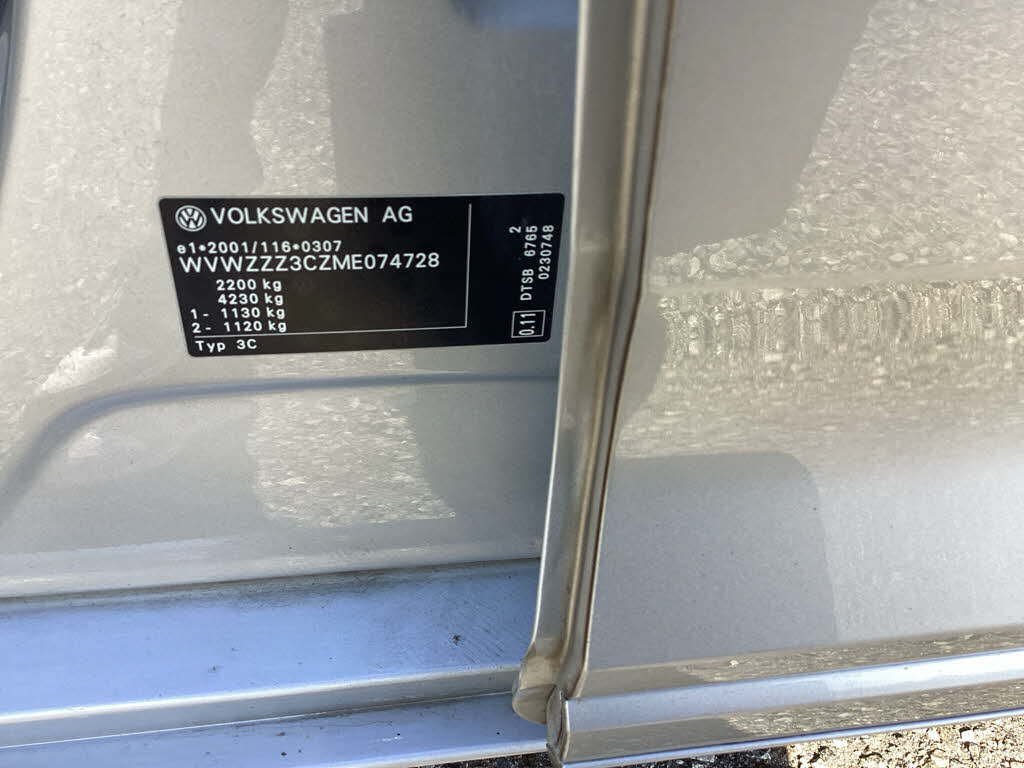 VOLKSWAGEN AG
e1*2001/116*0307
WVWZZZ3CZME074728
2200 kg
4230 kg
1- 1130 kg
2- 1120 kg
Typ 3C
2
0.11 DTSB 6765
0230748